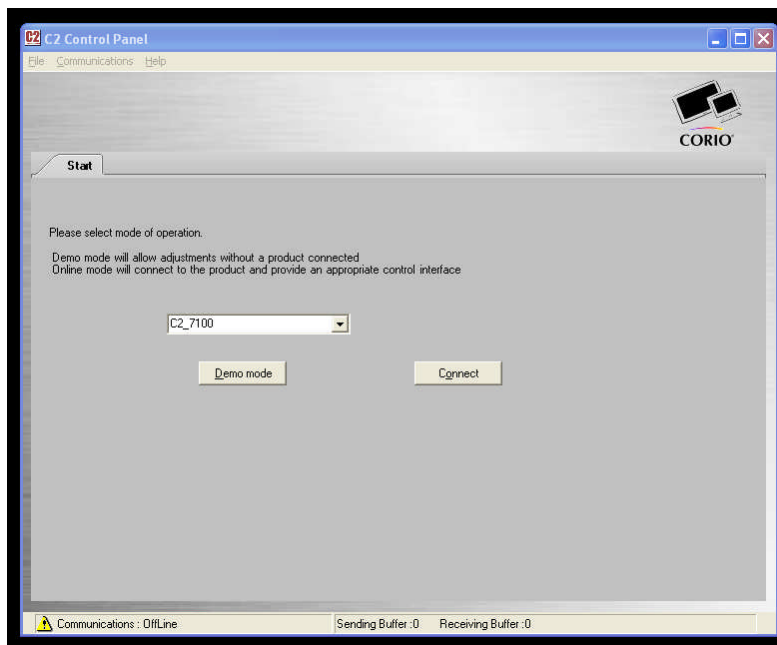 C2 C2 Control Panel
File Communications Help
CORIO
Start
Please select mode of operation.
Demo mode will allow adjustments without a product connected
Online mode will connect to the product and provide an appropriate control interface
C2_7100
Demo mode Connect
Communications : OffLine Sending Buffer :0 Receiving Buffer :0